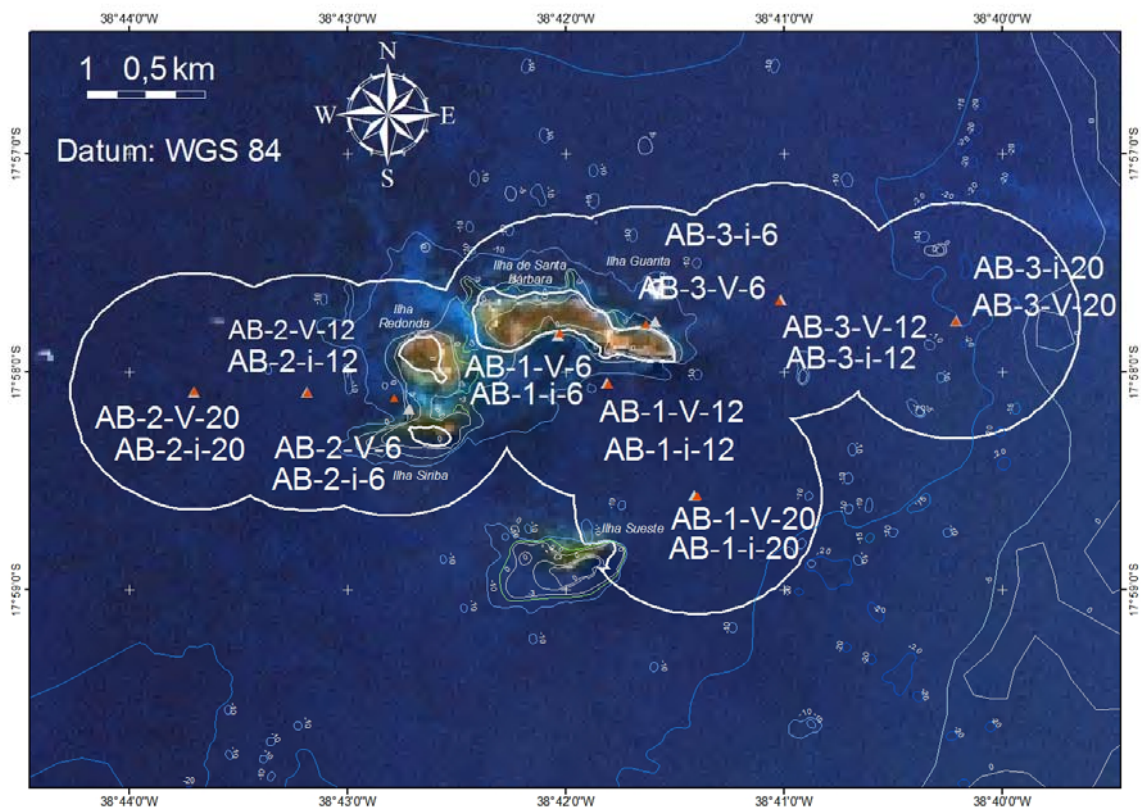 38°44'0"W 38°43'0"W 38°42'0"W 38°41'0"W 38°40'0"W
1 0,5 km
N
W E
S
Datum: WGS 84
17°57'0"S 17°57'0"S
AB-3-i-6
Ilha de Santa Bárbara
Ilha Guarita
AB-3-V-6
AB-3-i-20
AB-3-V-20
Ilha Redonda
AB-2-V-12
AB-2-i-12
AB-3-V-12
AB-3-i-12
17°58'0"S 17°58'0"S
AB-1-V-6
AB-1-i-6
AB-1-V-12
AB-1-i-12
AB-2-V-20
AB-2-i-20
AB-2-V-6
AB-2-i-6
Ilha Siriba
AB-1-V-20
AB-1-i-20
Ilha Sueste
17°59'0"S 17°59'0"S
38°44'0"W 38°43'0"W 38°42'0"W 38°41'0"W 38°40'0"W